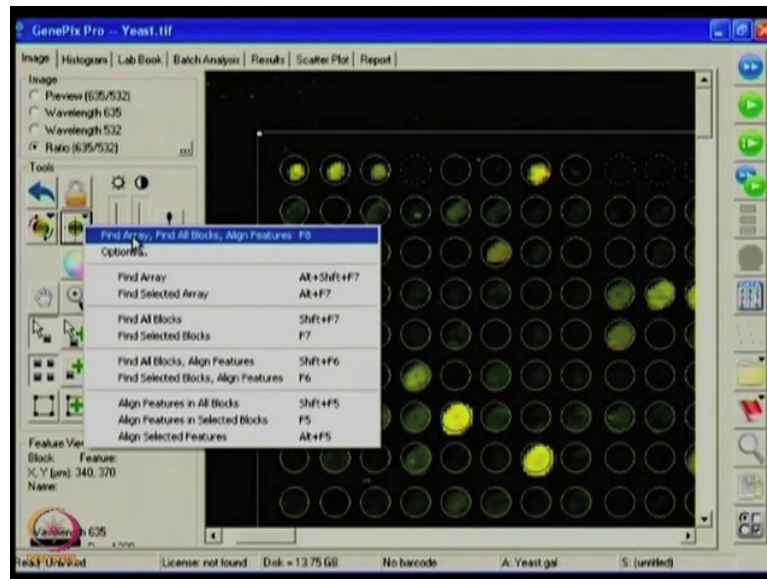 GenePix Pro -- Yeast.tif
Image Histogram Lab Book Batch Analysis Results Scatter Plot Report
Image
Preview (635/532)
Wavelength 635
Wavelength 532
Ratio (635/532) ...
Tools
Find Array, Find All Blocks, Align Features F8
Options...
Find Array Alt+Shift+F7
Find Selected Array Alt+F7
Find All Blocks Shift+F7
Find Selected Blocks F7
Find All Blocks, Align Features Shift+F6
Find Selected Blocks, Align Features F6
Align Features in All Blocks Shift+F5
Align Features in Selected Blocks F5
Align Selected Features Alt+F5
Feature
Block Feature:
X, Y (µm): 340, 370
Name:
635
License: not found Disk = 13.75 GB No barcode A: Yeast.gal S: (untitled)